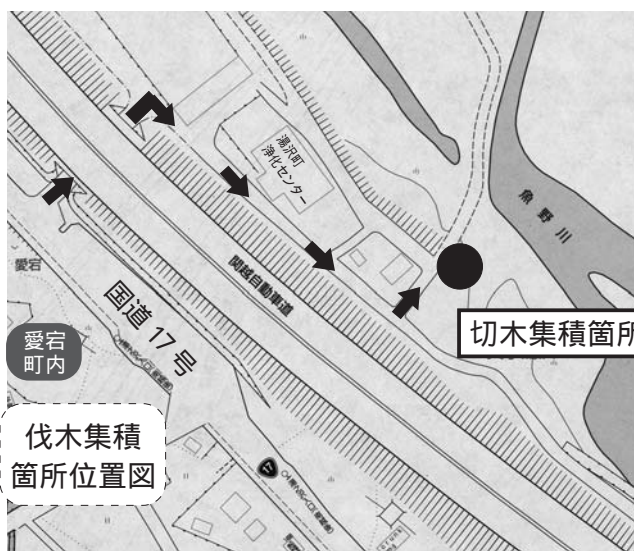 湯沢町
浄化センター
魚野川
関越自動車道
切木集積箇所
国道17号
愛宕
愛宕
町内
伐木集積
箇所位置図
17